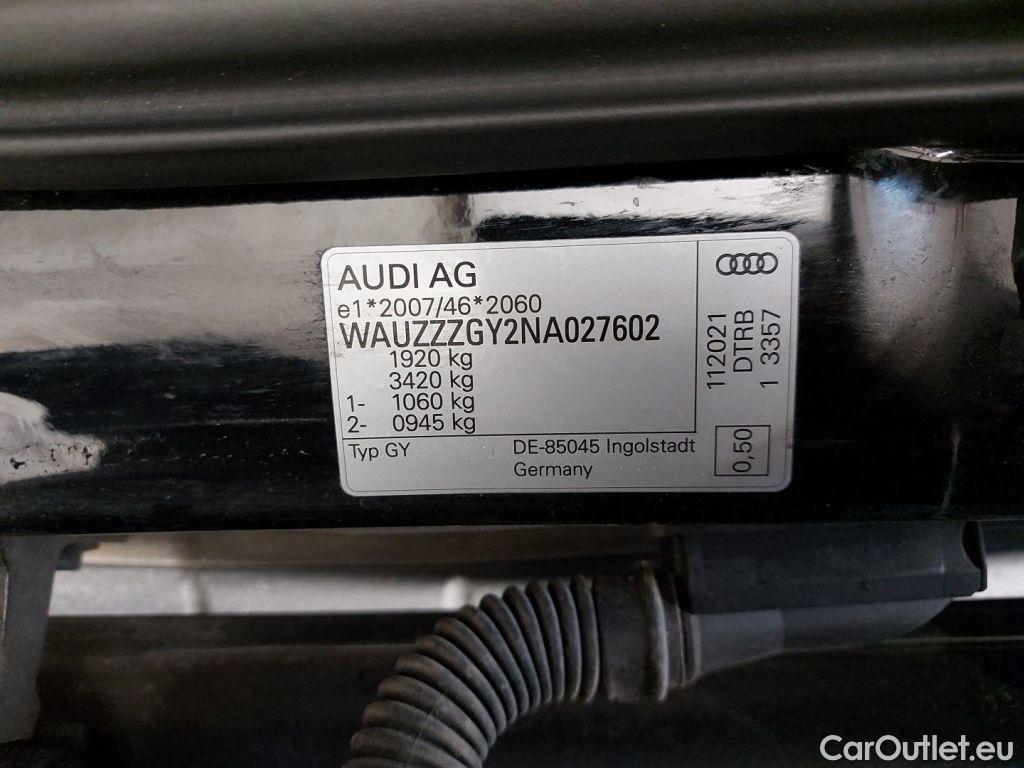 AUDI AG
e1*2007/46*2060
WAUZZZGY2NA027602
1920 kg
3420 kg
1- 1060 kg
2- 0945 kg
Typ GY
DE-85045 Ingolstadt
Germany
112021
DTRB
1 3357
0,50
CarOutlet.eu